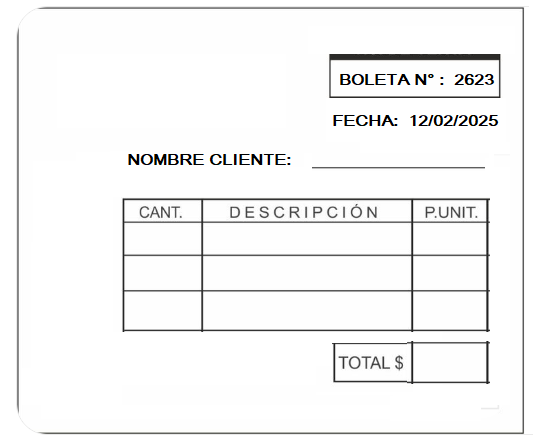 BOLETA N° : 2623
FECHA: 12/02/2025
NOMBRE CLIENTE:
CANT. DESCRIPCIÓN P.UNIT.
TOTAL $